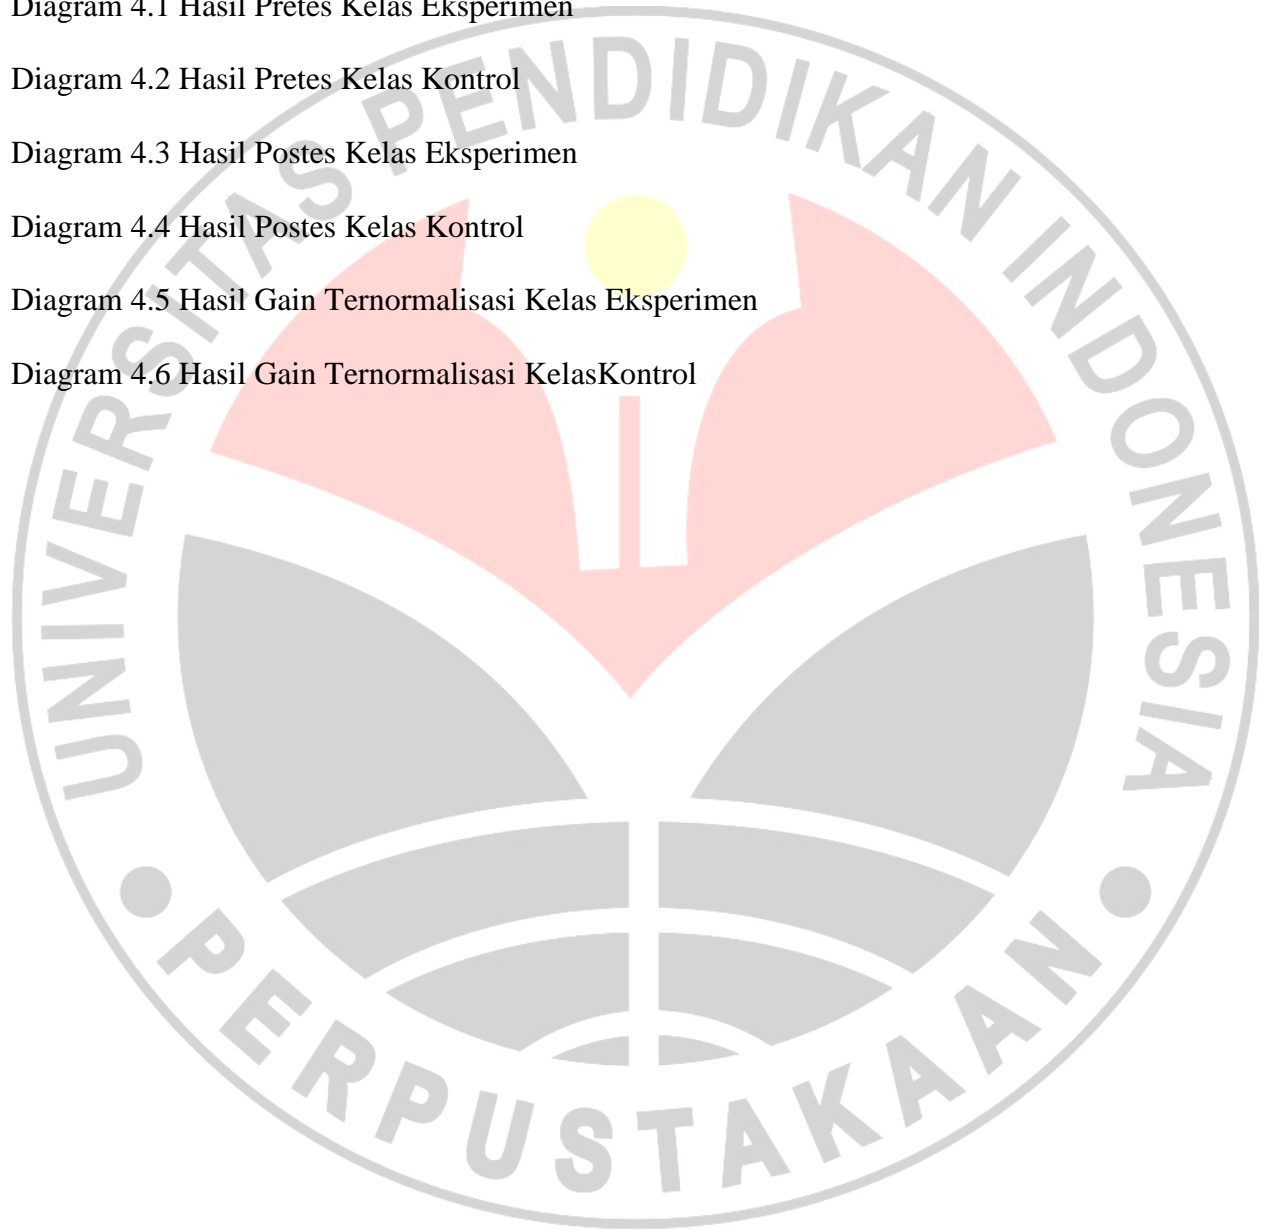 Diagram 4.1 Hasil Pretes Kelas Eksperimen
Diagram 4.2 Hasil Pretes Kelas Kontrol
Diagram 4.3 Hasil Postes Kelas Eksperimen
Diagram 4.4 Hasil Postes Kelas Kontrol
Diagram 4.5 Hasil Gain Ternormalisasi Kelas Eksperimen
Diagram 4.6 Hasil Gain Ternormalisasi KelasKontrol
UNIVERSITAS PENDIDIKAN INDONESIA
PERPUSTAKAAN